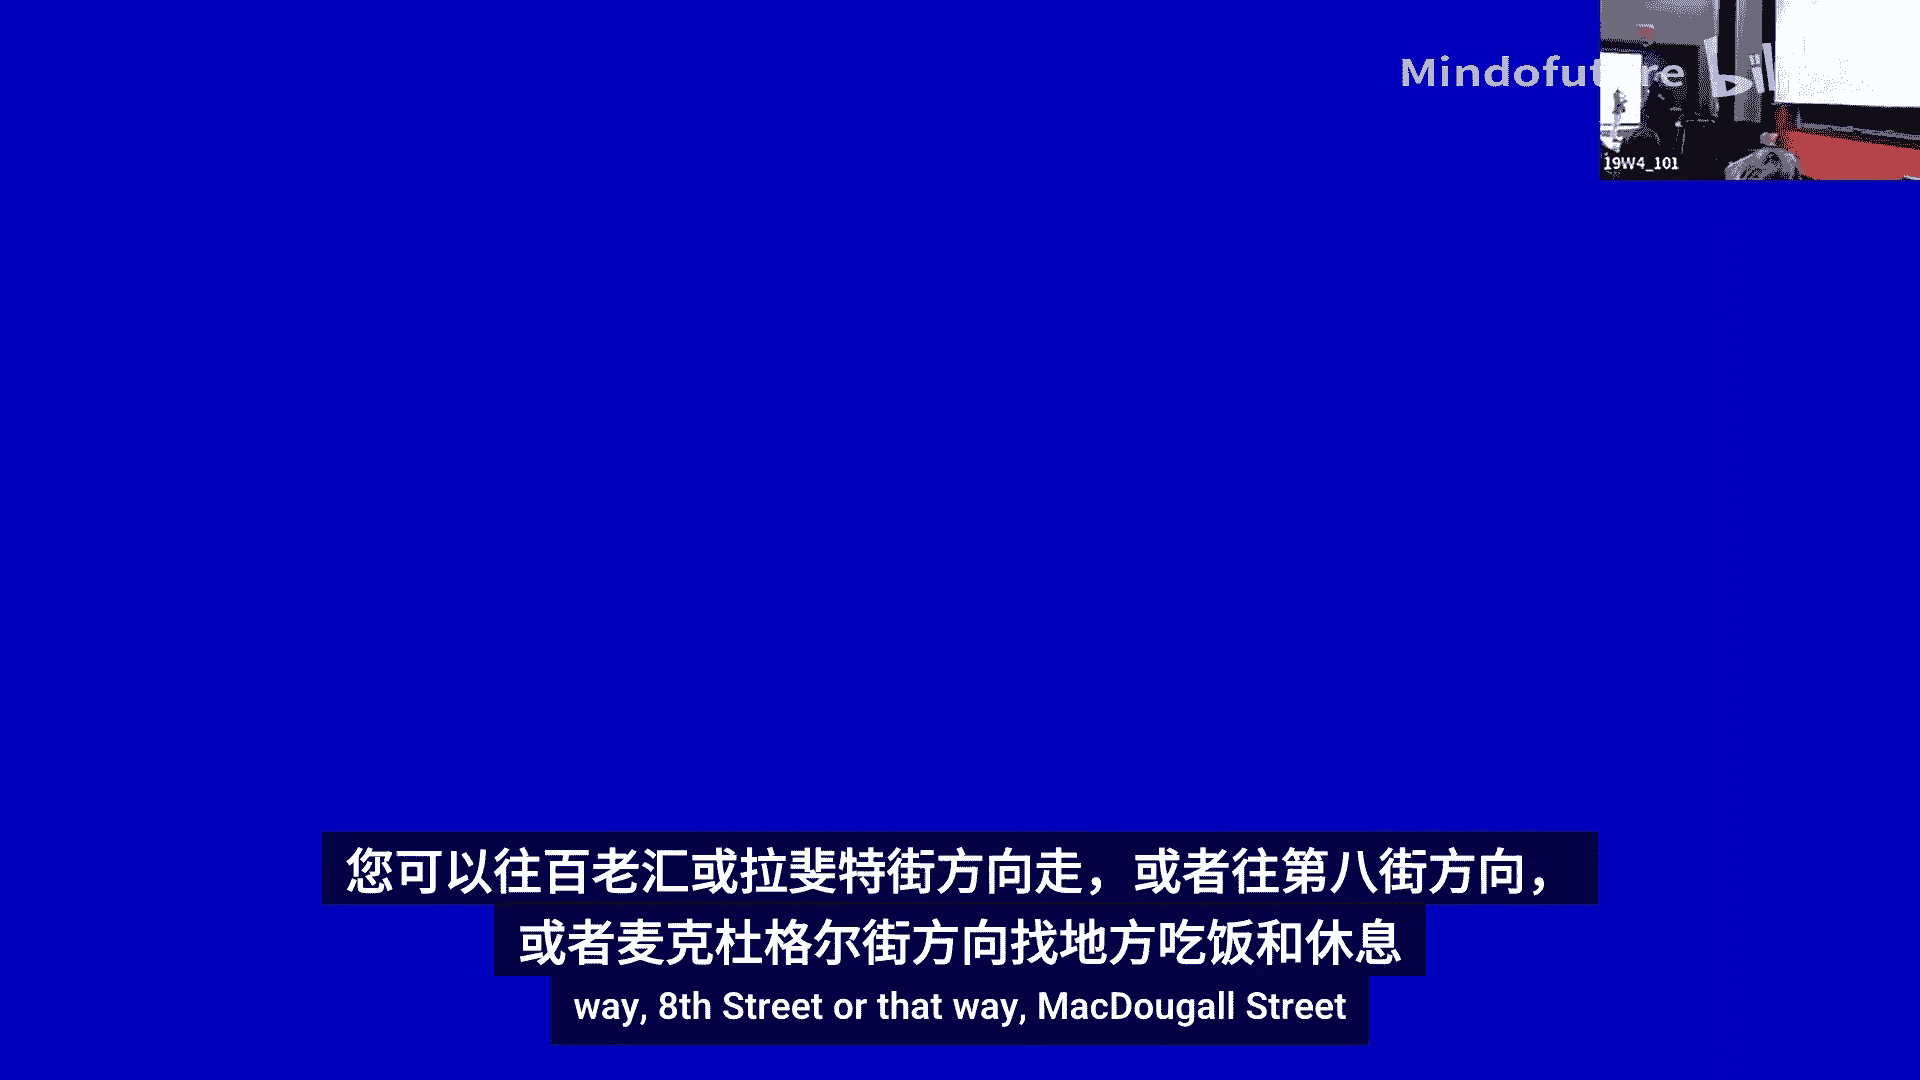 Mindofuture bil
19W4_101
您可以往百老汇或拉斐特街方向走，或者往第八街方向，
或者麦克杜格尔街方向找地方吃饭和休息
way, 8th Street or that way, MacDougall Street